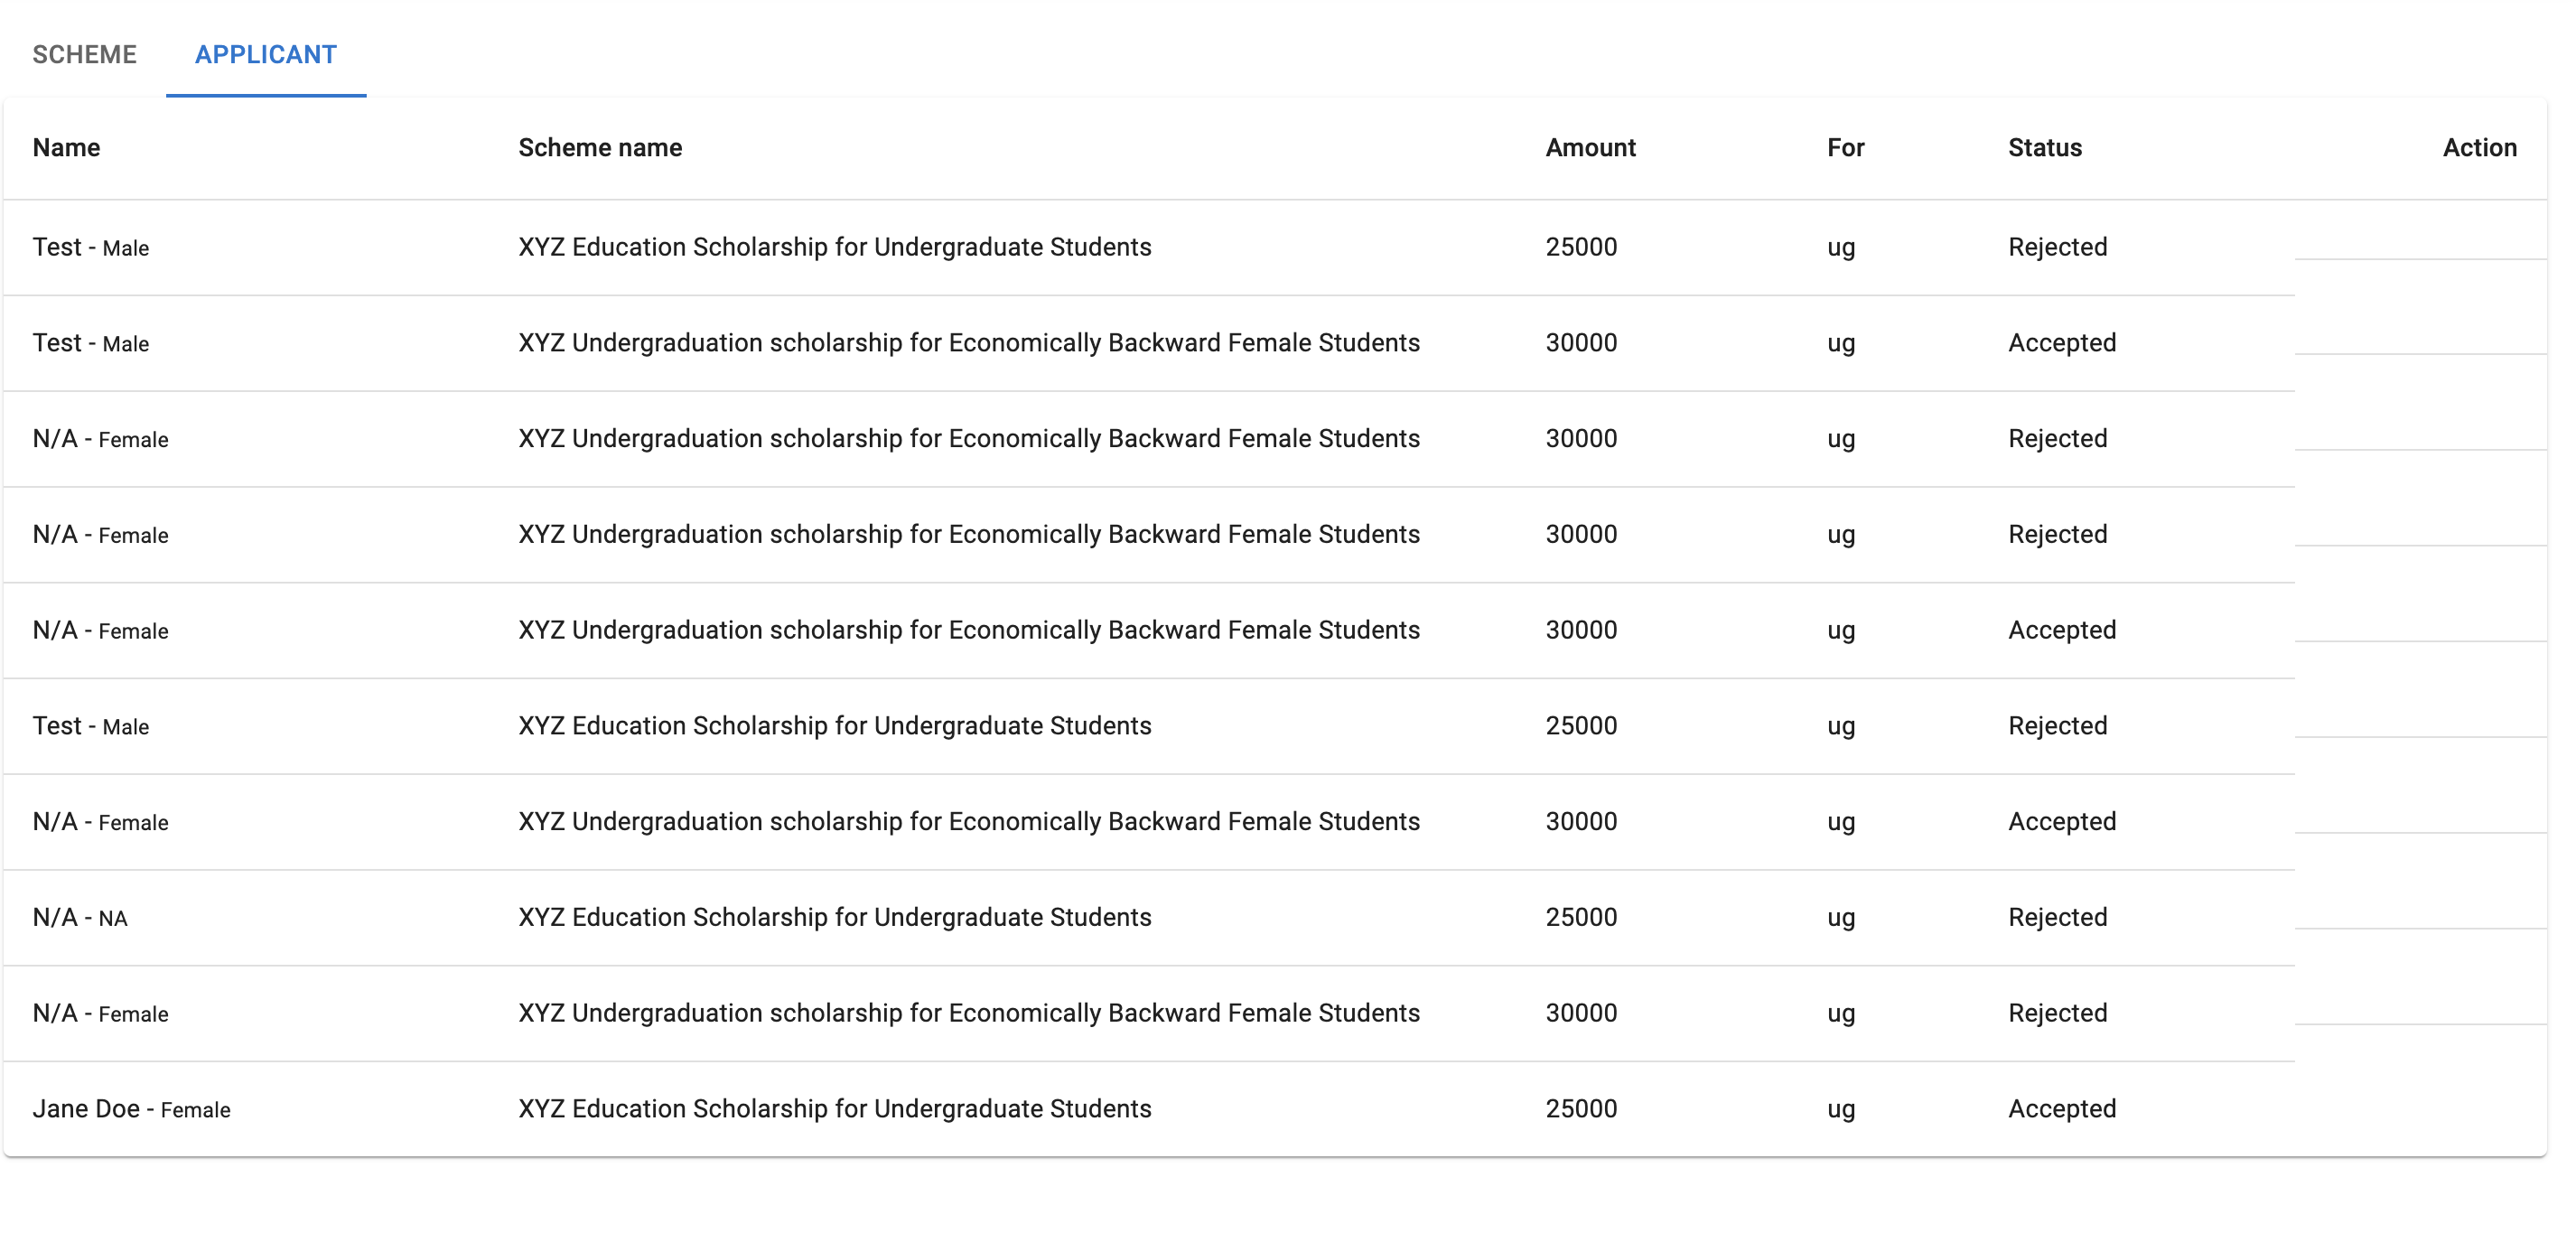 SCHEME APPLICANT
Name Scheme name Amount For Status Action
Test - Male XYZ Education Scholarship for Undergraduate Students 25000 ug Rejected
Test - Male XYZ Undergraduation scholarship for Economically Backward Female Students 30000 ug Accepted
N/A - Female XYZ Undergraduation scholarship for Economically Backward Female Students 30000 ug Rejected
N/A - Female XYZ Undergraduation scholarship for Economically Backward Female Students 30000 ug Rejected
N/A - Female XYZ Undergraduation scholarship for Economically Backward Female Students 30000 ug Accepted
Test - Male XYZ Education Scholarship for Undergraduate Students 25000 ug Rejected
N/A - Female XYZ Undergraduation scholarship for Economically Backward Female Students 30000 ug Accepted
N/A - NA XYZ Education Scholarship for Undergraduate Students 25000 ug Rejected
N/A - Female XYZ Undergraduation scholarship for Economically Backward Female Students 30000 ug Rejected
Jane Doe - Female XYZ Education Scholarship for Undergraduate Students 25000 ug Accepted